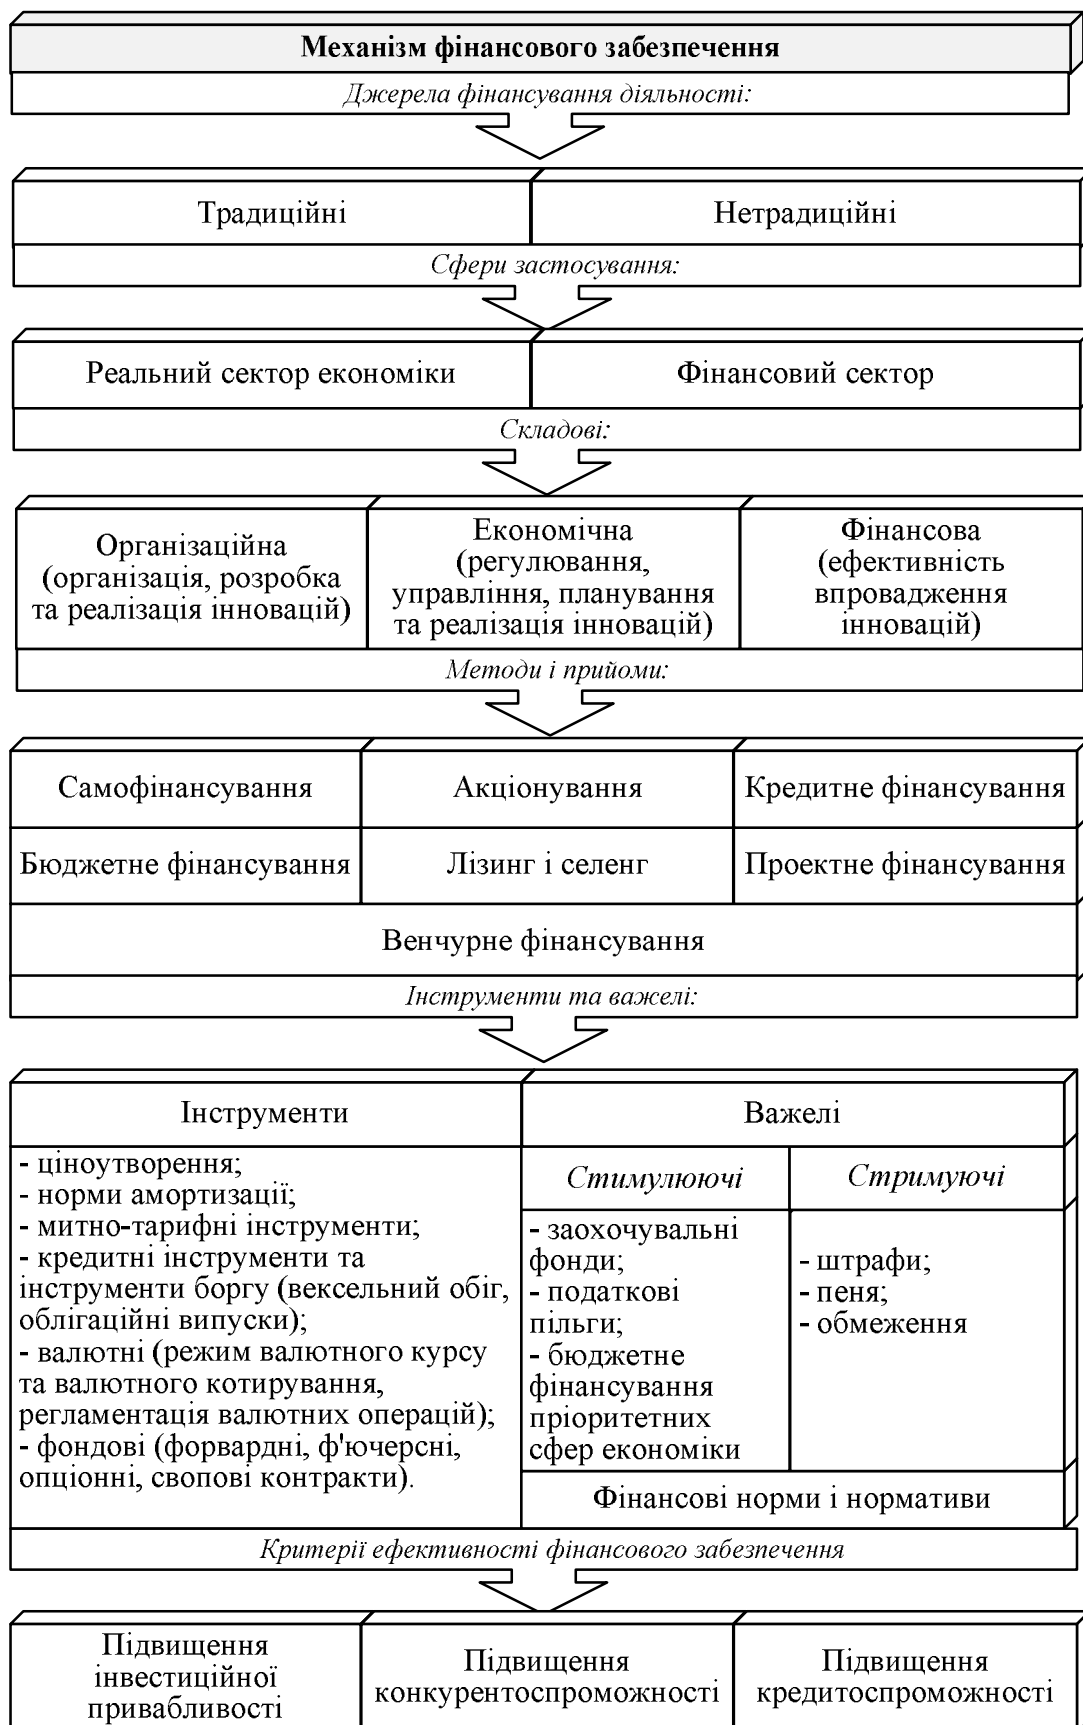 Механізм фінансового забезпечення
Джерела фінансування діяльності:
Традиційні
Нетрадиційні
Сфери застосування:
Реальний сектор економіки
Фінансовий сектор
Складові:
Організаційна
(організація, розробка
та реалізація інновацій)
Економічна
(регулювання,
управління, планування
та реалізація інновацій)
Фінансова
(ефективність
впровадження
інновацій)
Методи і прийоми:
Самофінансування
Акціонування
Кредитне фінансування
Бюджетне фінансування
Лізинг і селенг
Проектне фінансування
Венчурне фінансування
Інструменти та важелі:
Інструменти
- ціноутворення;
- норми амортизації;
- митно-тарифні інструменти;
- кредитні інструменти та
інструменти боргу (вексельний обіг,
облігаційні випуски);
- валютні (режим валютного курсу
та валютного котирування,
регламентація валютних операцій);
- фондові (форвардні, ф'ючерсні,
опціонні, свопові контракти).
Важелі
Стимулюючі
- заохочувальні
фонди;
- податкові
пільги;
- бюджетне
фінансування
пріоритетних
сфер економіки
Стримуючі
- штрафи;
- пеня;
- обмеження
Фінансові норми і нормативи
Критерії ефективності фінансового забезпечення
Підвищення
інвестиційної
привабливості
Підвищення
конкурентоспроможності
Підвищення
кредитоспроможності